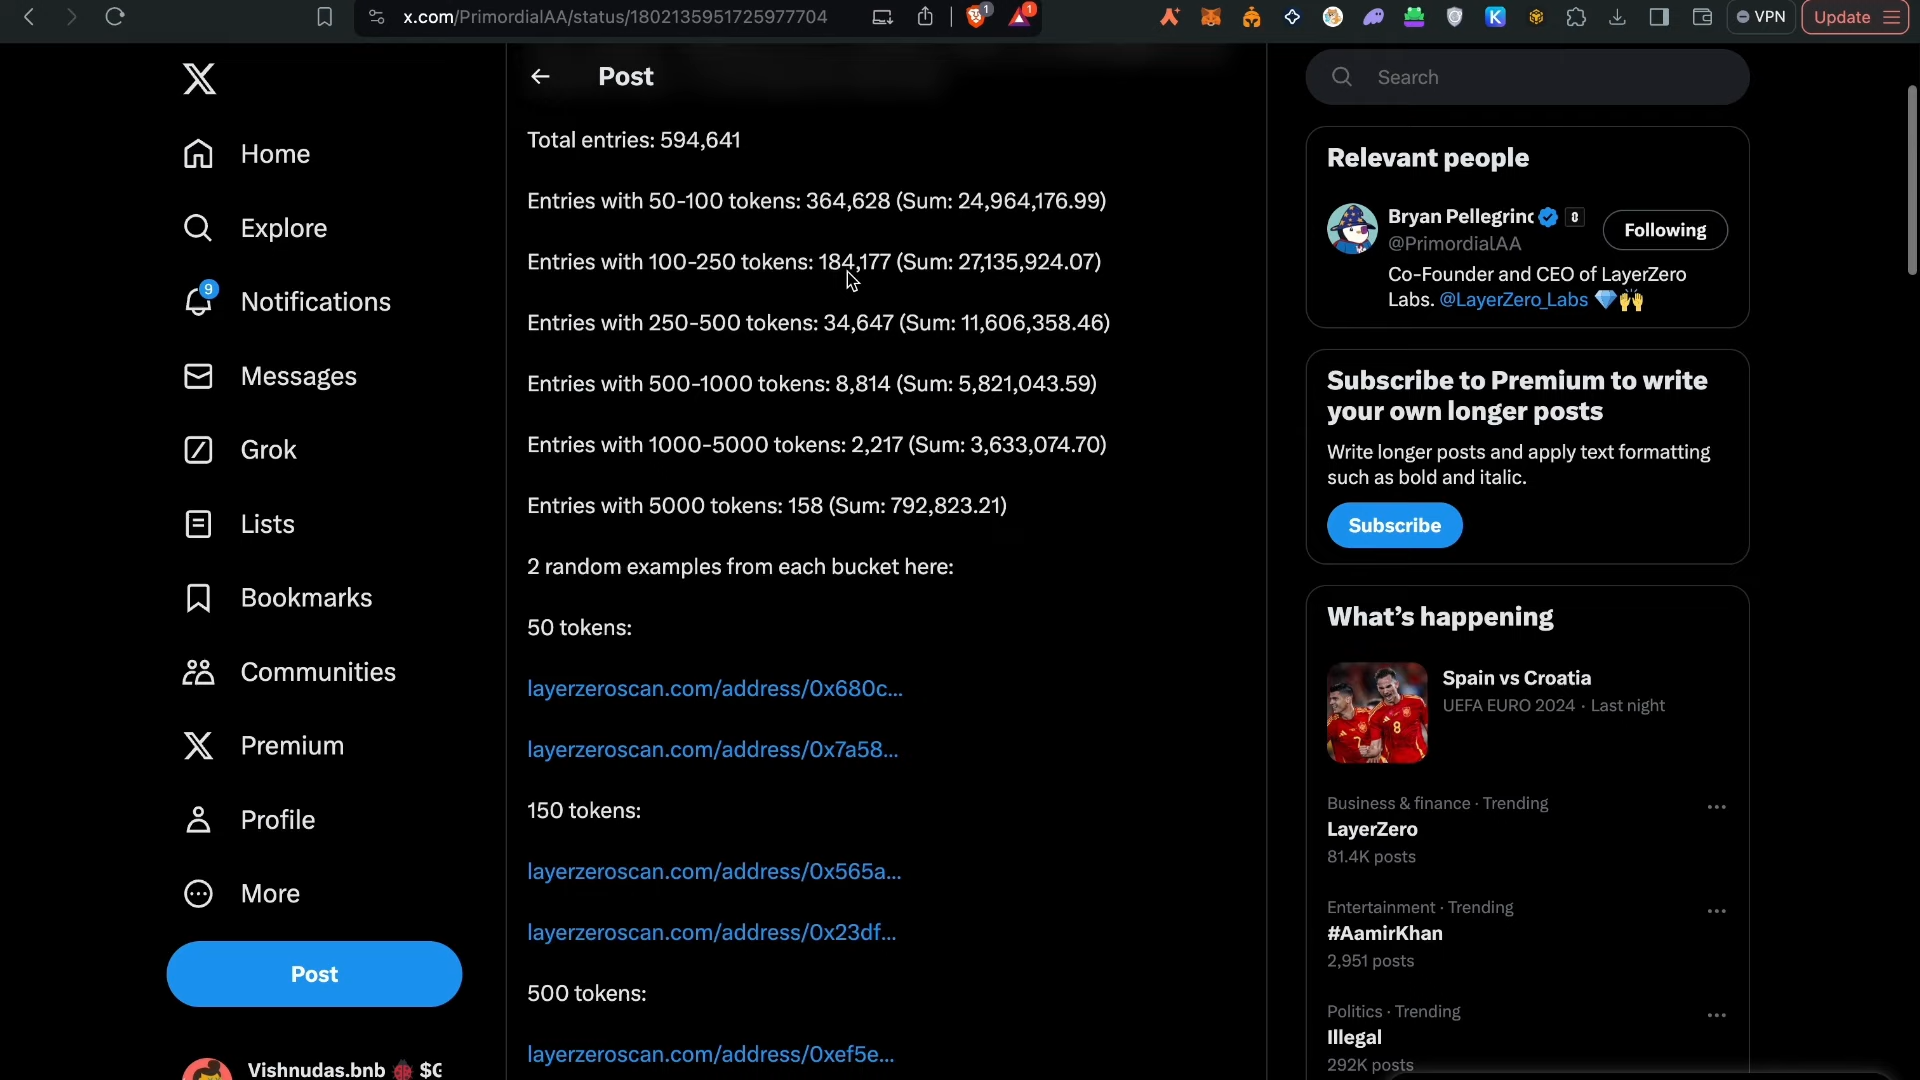 x.com/PrimordialAA/status/1802135951725977704
1
1
VPN
Update
Post
Search
Home
Explore
9
Notifications
Messages
Grok
Lists
Bookmarks
Communities
Premium
Profile
More
Post
Vishnudas.bnb 🐞 $G
Total entries: 594,641
Entries with 50-100 tokens: 364,628 (Sum: 24,964,176.99)
Entries with 100-250 tokens: 184,177 (Sum: 27,135,924.07)
Entries with 250-500 tokens: 34,647 (Sum: 11,606,358.46)
Entries with 500-1000 tokens: 8,814 (Sum: 5,821,043.59)
Entries with 1000-5000 tokens: 2,217 (Sum: 3,633,074.70)
Entries with 5000 tokens: 158 (Sum: 792,823.21)
2 random examples from each bucket here:
50 tokens:
layerzeroscan.com/address/0x680c...
layerzeroscan.com/address/0x7a58...
150 tokens:
layerzeroscan.com/address/0x565a...
layerzeroscan.com/address/0x23df...
500 tokens:
layerzeroscan.com/address/0xef5e...
Relevant people
Bryan Pellegrino
@PrimordialAA
Following
Co-Founder and CEO of LayerZero
Labs. @LayerZero_Labs 💎🙌
Subscribe to Premium to write
your own longer posts
Write longer posts and apply text formatting
such as bold and italic.
Subscribe
What's happening
Spain vs Croatia
UEFA EURO 2024 · Last night
Business & finance · Trending
LayerZero
81.4K posts
Entertainment · Trending
#AamirKhan
2,951 posts
Politics · Trending
Illegal
292K posts